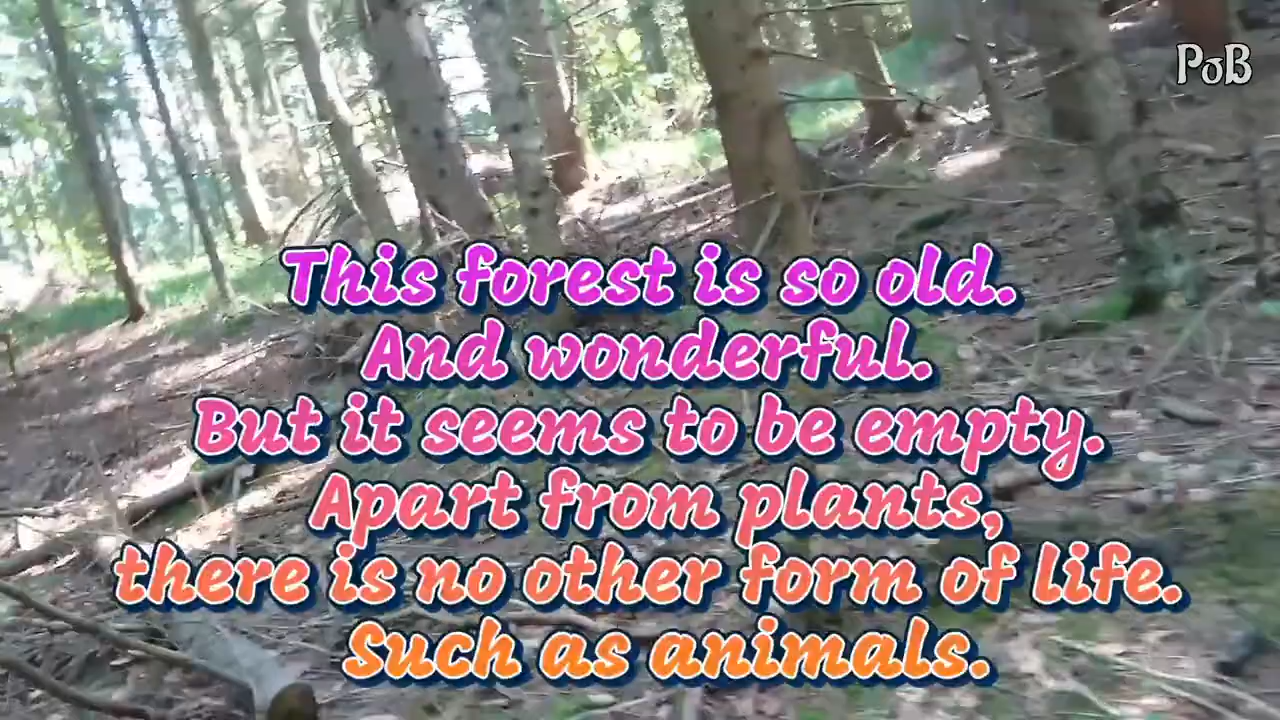 PoB
This forest is so old.
And wonderful.
But it seems to be empty.
Apart from plants,
there is no other form of life.
Such as animals.